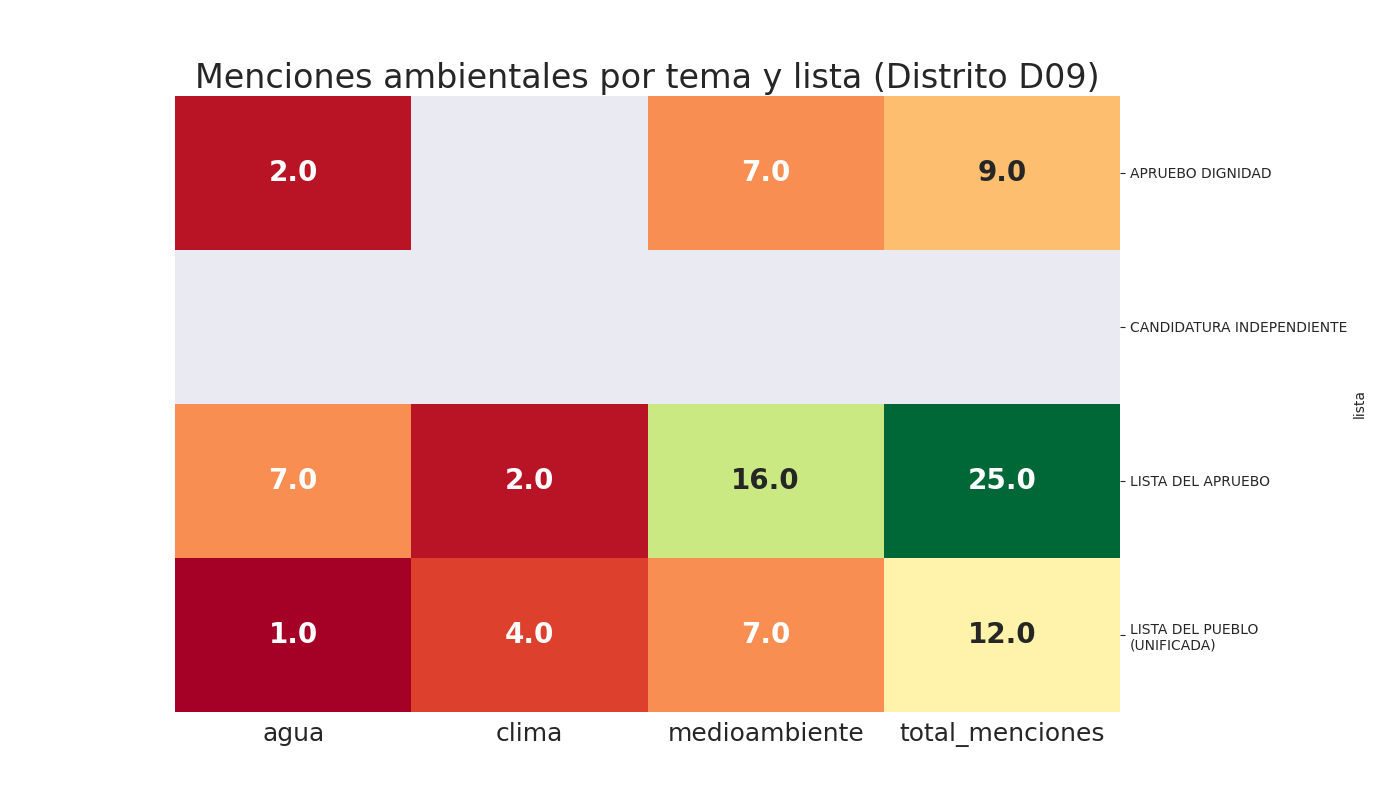 Menciones ambientales por tema y lista (Distrito D09)
2.0 7.0 9.0 APRUEBO DIGNIDAD
CANDIDATURA INDEPENDIENTE
lista
7.0 2.0 16.0 25.0 LISTA DEL APRUEBO
1.0 4.0 7.0 12.0 LISTA DEL PUEBLO
(UNIFICADA)
agua clima medioambiente total_menciones